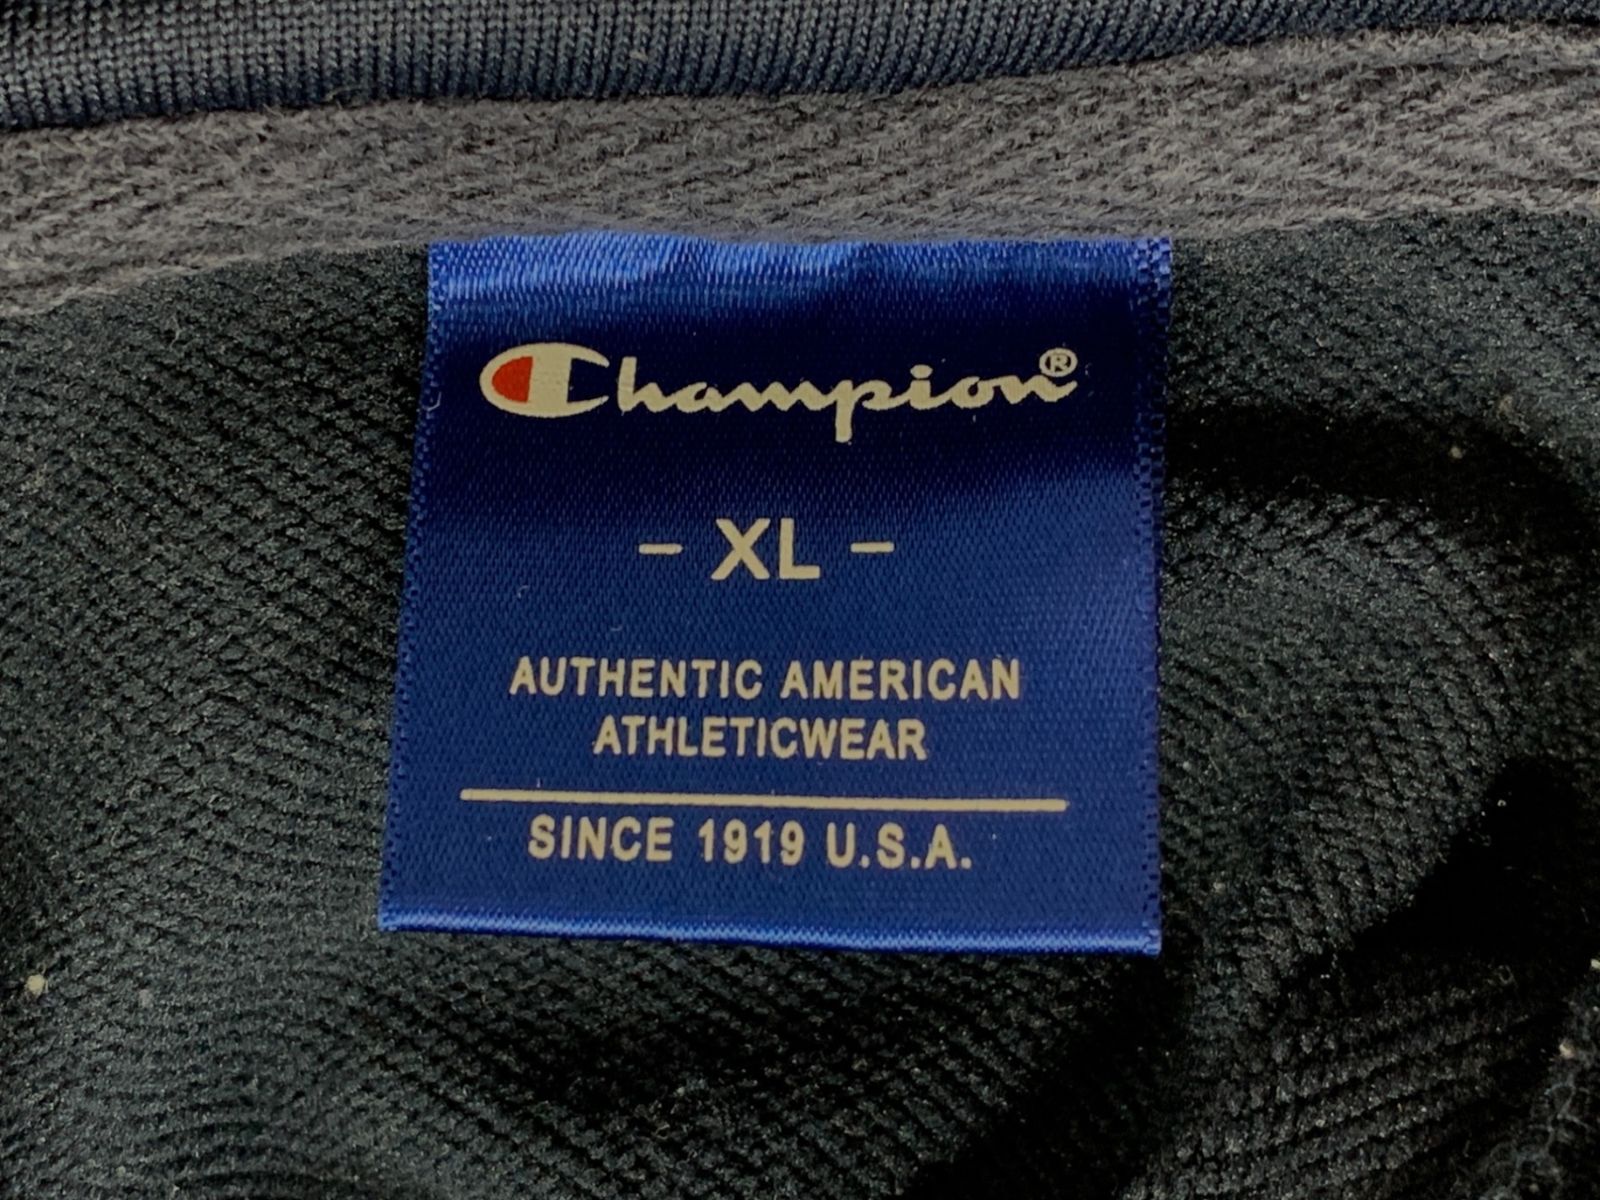 Champion®
- XL -
AUTHENTIC AMERICAN
ATHLETICWEAR
SINCE 1919 U.S.A.